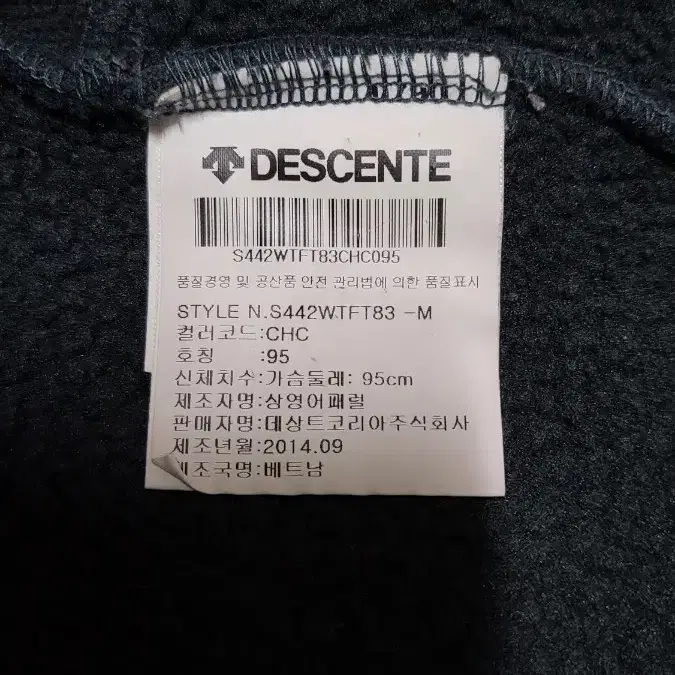 DESCENTE
S442WTFT83CHC095
품질경영 및 공산품 안전 관리법에 의한 품질표시
STYLE N.S442WTFT83 -M
컬러코드:CHC
호칭 :95
신체치수:가슴둘레: 95cm
제조자명:상영어패럴
판매자명:데상트코리아주식회사
제조년월:2014.09
제조국명:베트남